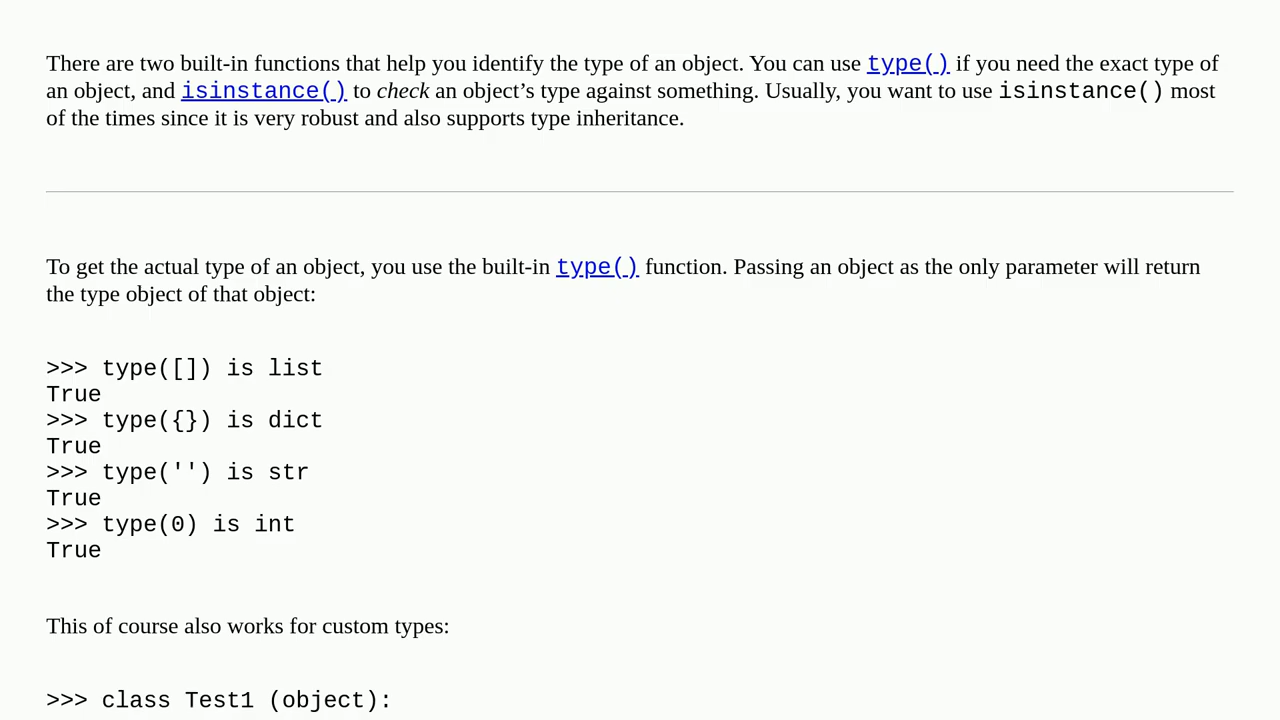 There are two built-in functions that help you identify the type of an object. You can use type() if you need the exact type of
an object, and isinstance() to check an object’s type against something. Usually, you want to use isinstance() most
of the times since it is very robust and also supports type inheritance.
To get the actual type of an object, you use the built-in type() function. Passing an object as the only parameter will return
the type object of that object:
>>> type([]) is list
True
>>> type({}) is dict
True
>>> type('') is str
True
>>> type(0) is int
True
This of course also works for custom types:
>>> class Test1 (object):